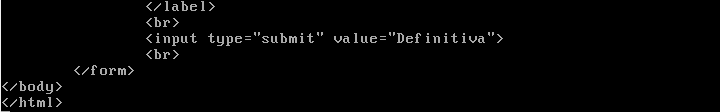 </label>
<br>
<input type="submit" value="Definitiva">
<br>
</form>
</body>
</html>